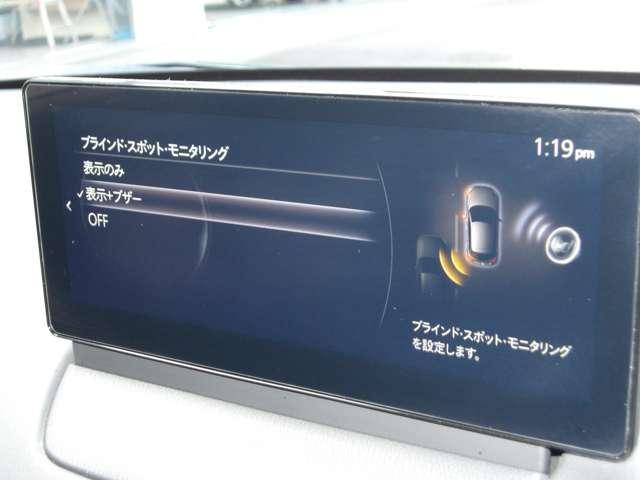 ブラインド・スポット・モニタリング
1:19pm
表示のみ
✓表示+ブザー
OFF
ブラインド・スポット・モニタリング
を設定します。